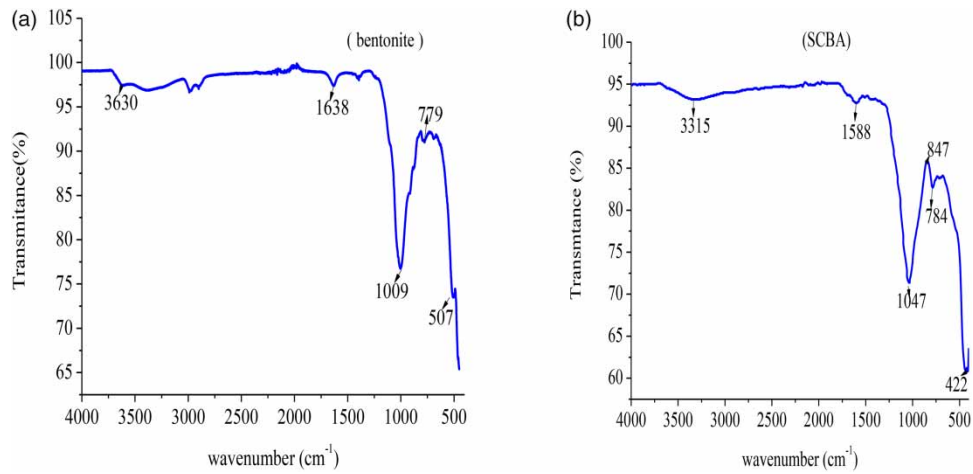 (a)
( bentonite )
Transmitance(%)
105
100
95
90
85
80
75
70
65
3630
1638
779
1009
507
4000 3500 3000 2500 2000 1500 1000 500
wavenumber (cm⁻¹)
(b)
(SCBA)
Transmtance (%)
100
95
90
85
80
75
70
65
60
3315
1588
847
784
1047
422
4000 3500 3000 2500 2000 1500 1000 500
wavenumber (cm⁻¹)